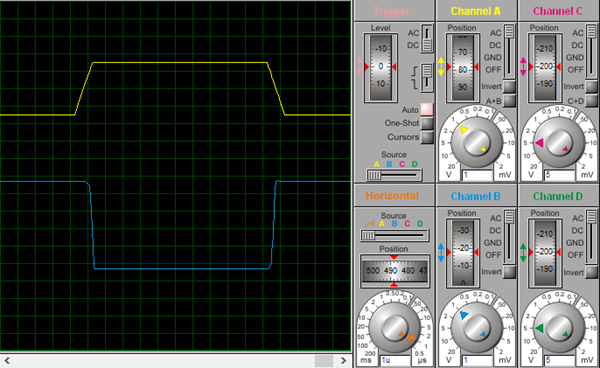 Trigger
Level
AC
DC
-10
0
10
Auto
One-Shot
Cursors
Source
A B C D
Channel A
Position
AC
DC
GND
OFF
70
80
90
Invert
A+B
V
1
mV
Channel C
Position
AC
DC
GND
OFF
-210
-200
-190
Invert
C+D
V
5
mV
Horizontal
Source
A B C D
Position
500 490 480 47
ms
1u
µs
Channel B
Position
AC
DC
GND
OFF
-30
-20
-10
0
Invert
V
1
mV
Channel D
Position
AC
DC
GND
OFF
-210
-200
-190
Invert
V
5
mV